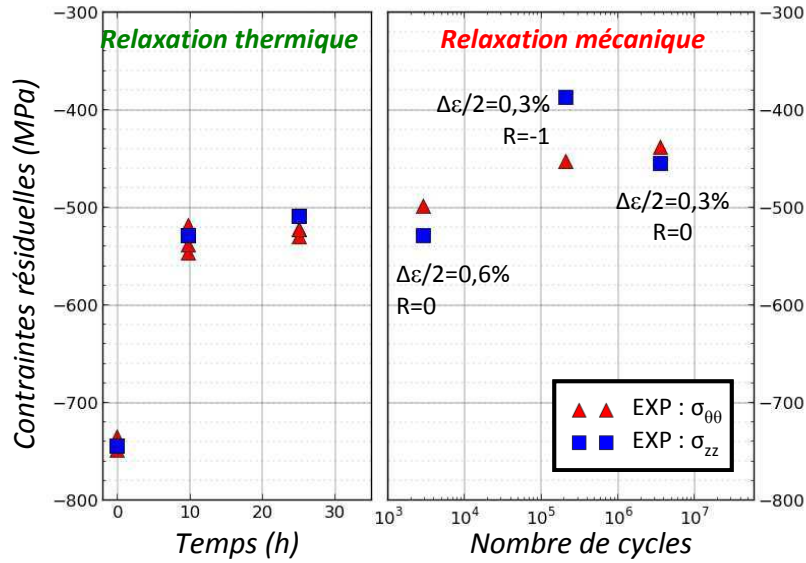 Relaxation thermique
Relaxation mécanique
Contraintes résiduelles (MPa)
−300
−400
−500
−600
−700
−800
0
10
20
30
Temps (h)
Δε/2=0,3%
R=-1
Δε/2=0,3%
R=0
Δε/2=0,6%
R=0
EXP : σθθ
EXP : σzz
10³
10⁴
10⁵
10⁶
10⁷
Nombre de cycles
−300
−400
−500
−600
−700
−800